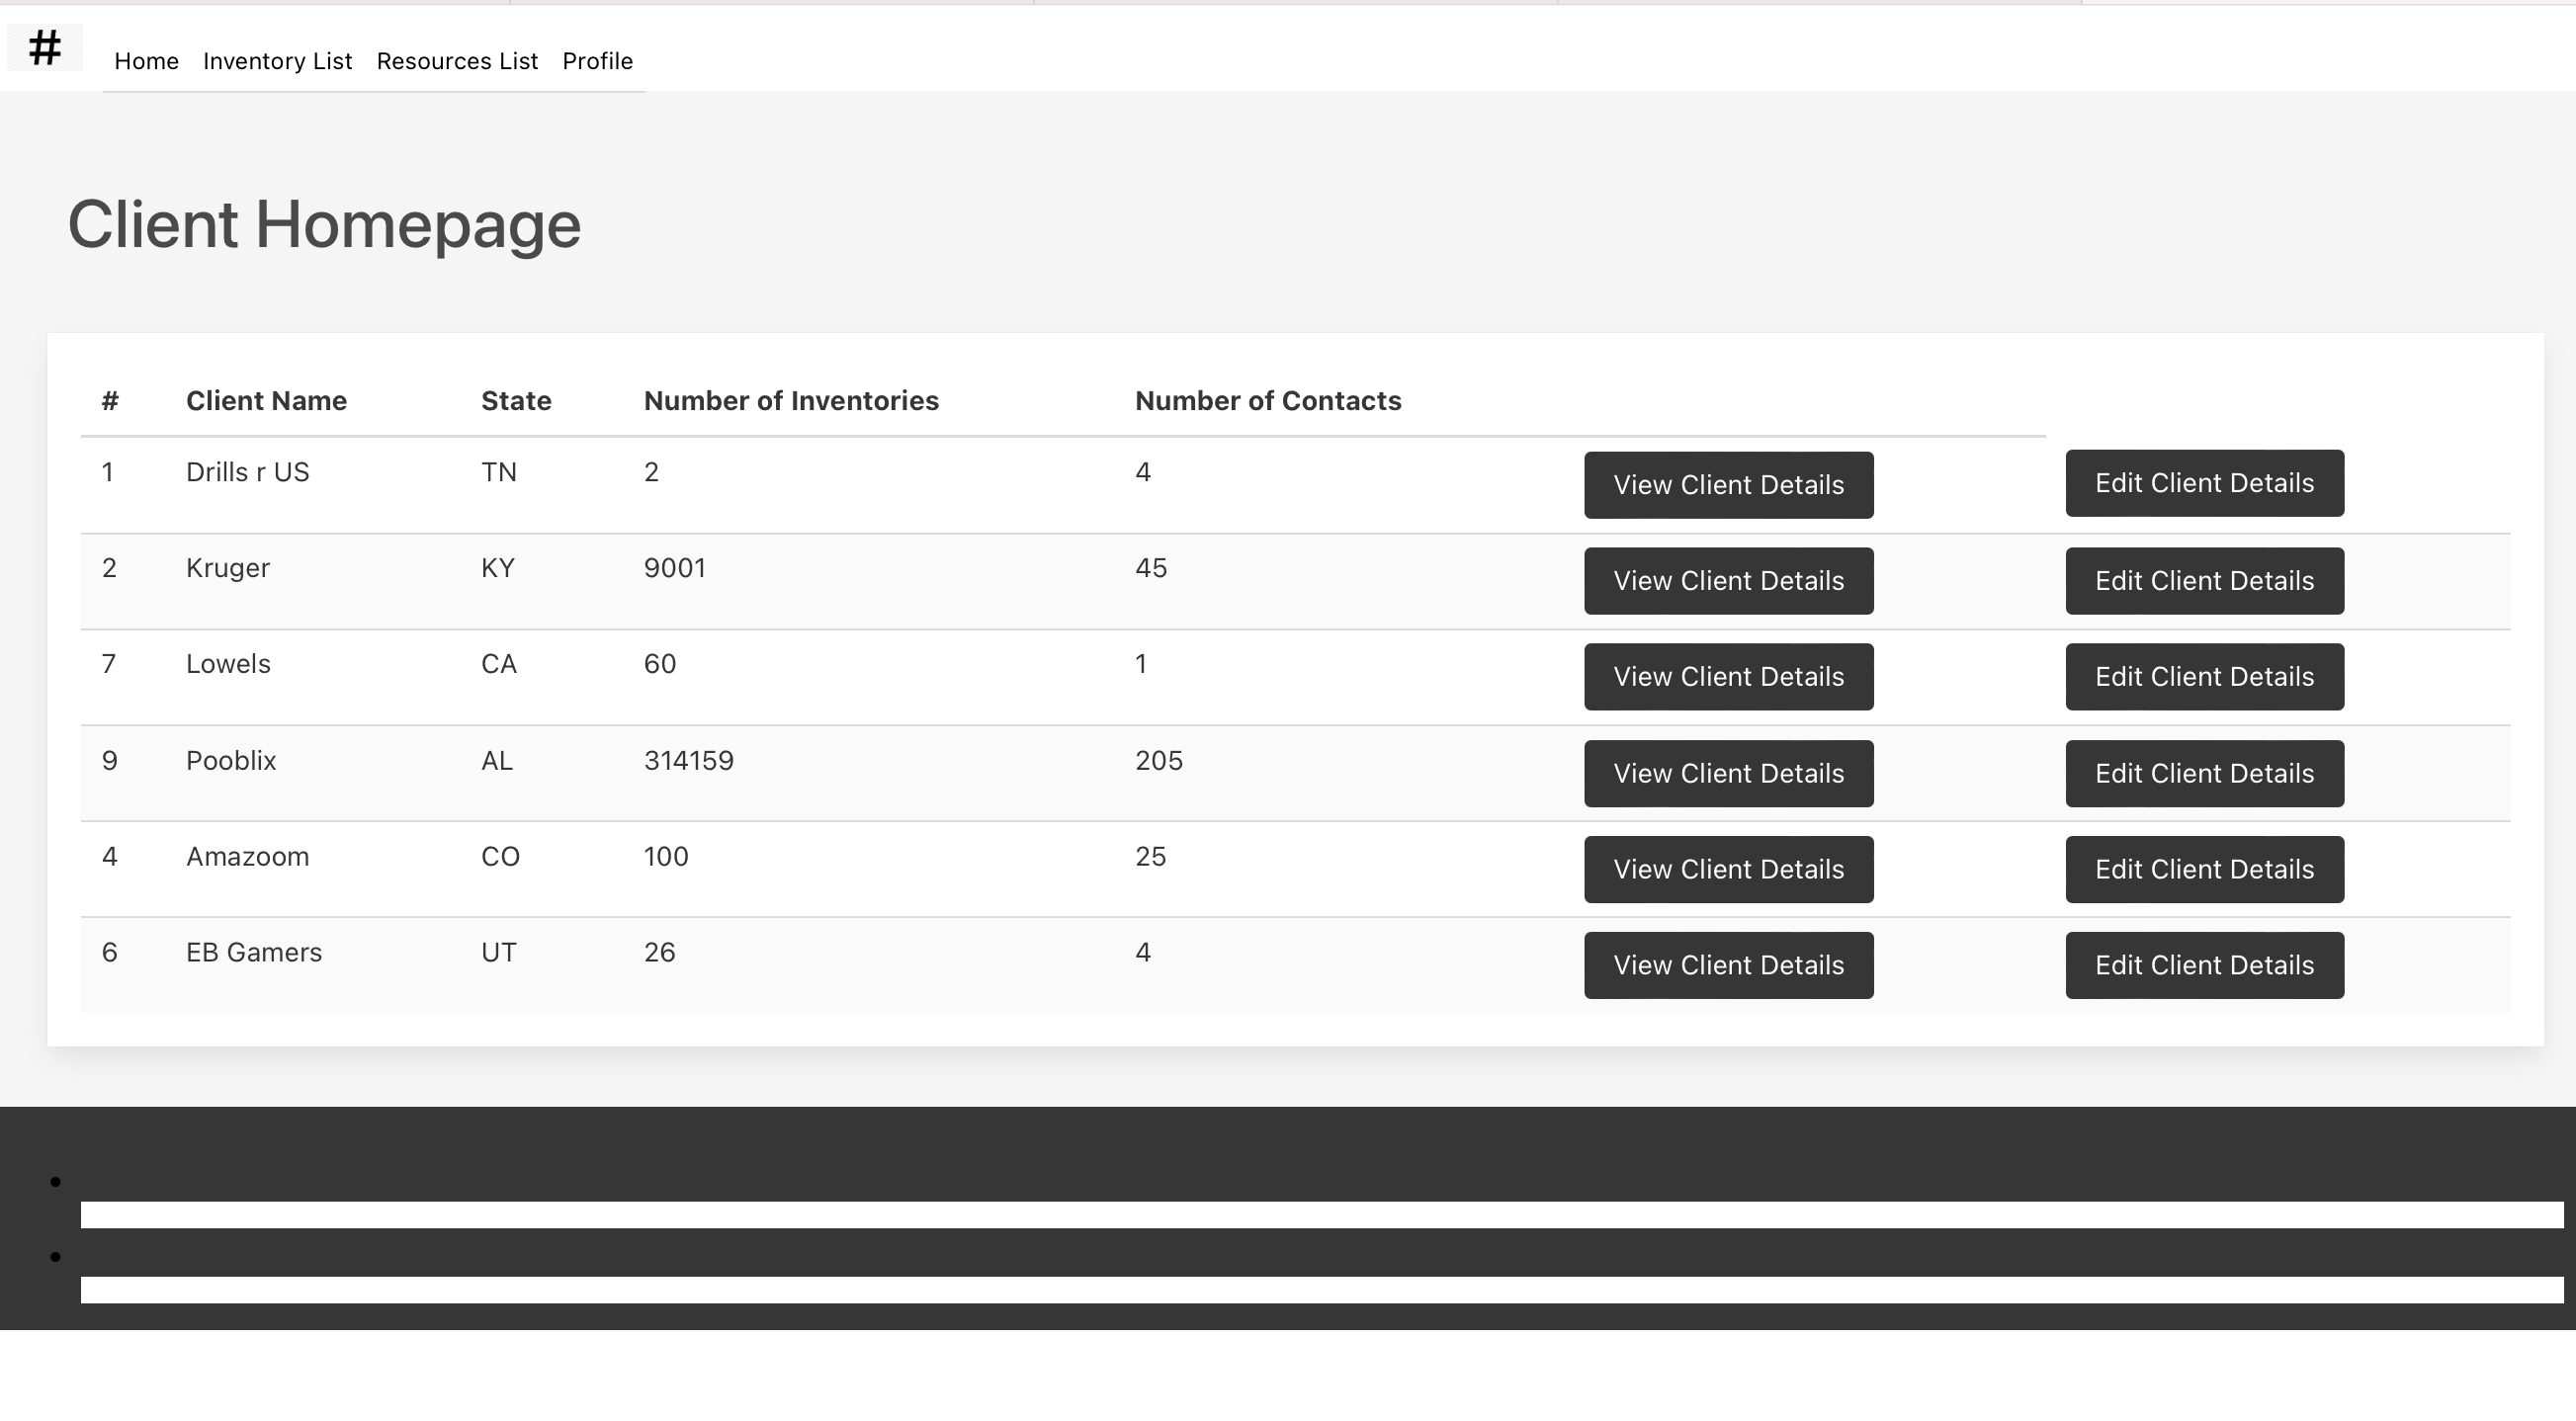 #
Home Inventory List Resources List Profile
Client Homepage
# Client Name State Number of Inventories Number of Contacts
1 Drills r US TN 2 4 View Client Details Edit Client Details
2 Kruger KY 9001 45 View Client Details Edit Client Details
7 Lowels CA 60 1 View Client Details Edit Client Details
9 Pooblix AL 314159 205 View Client Details Edit Client Details
4 Amazoom CO 100 25 View Client Details Edit Client Details
6 EB Gamers UT 26 4 View Client Details Edit Client Details